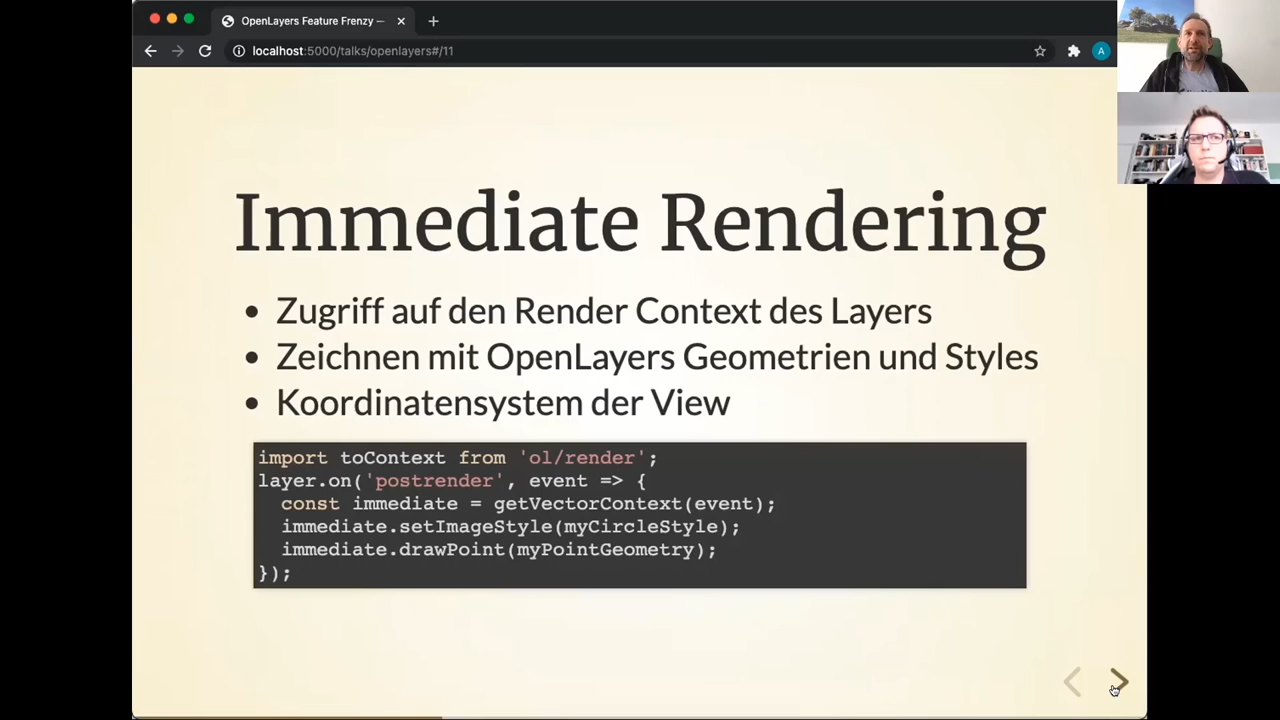 OpenLayers Feature Frenzy —
localhost:5000/talks/openlayers#/11
A
Immediate Rendering
• Zugriff auf den Render Context des Layers
• Zeichnen mit OpenLayers Geometrien und Styles
• Koordinatensystem der View
import toContext from 'ol/render';
layer.on('postrender', event => {
  const immediate = getVectorContext(event);
  immediate.setImageStyle(myCircleStyle);
  immediate.drawPoint(myPointGeometry);
});